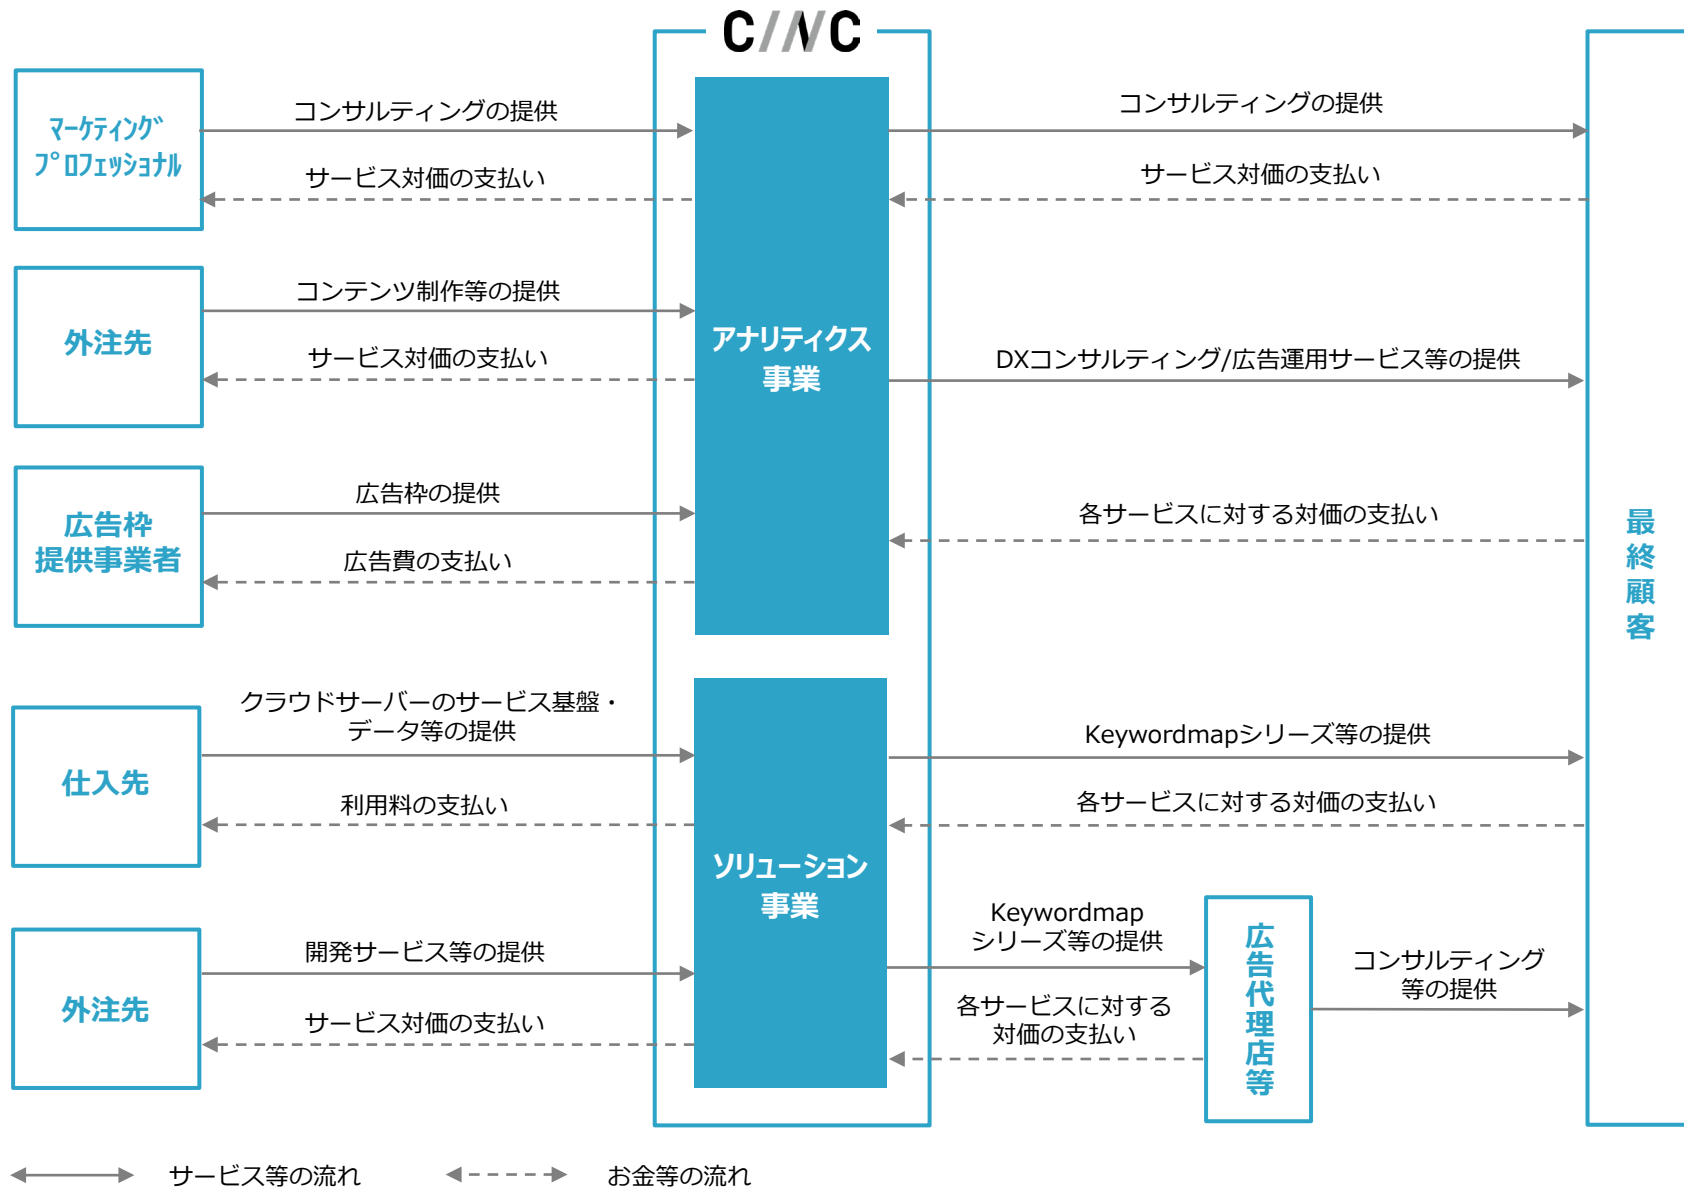 CINC
マーケティング
プロフェッショナル
コンサルティングの提供
サービス対価の支払い
コンサルティングの提供
サービス対価の支払い
外注先
コンテンツ制作等の提供
サービス対価の支払い
アナリティクス
事業
DXコンサルティング/広告運用サービス等の提供
広告枠
提供事業者
広告枠の提供
広告費の支払い
各サービスに対する対価の支払い
最終顧客
仕入先
クラウドサーバーのサービス基盤・
データ等の提供
利用料の支払い
ソリューション
事業
Keywordmapシリーズ等の提供
各サービスに対する対価の支払い
外注先
開発サービス等の提供
サービス対価の支払い
Keywordmap
シリーズ等の提供
各サービスに対する
対価の支払い
広告代理店等
コンサルティング
等の提供
サービス等の流れ
お金等の流れ